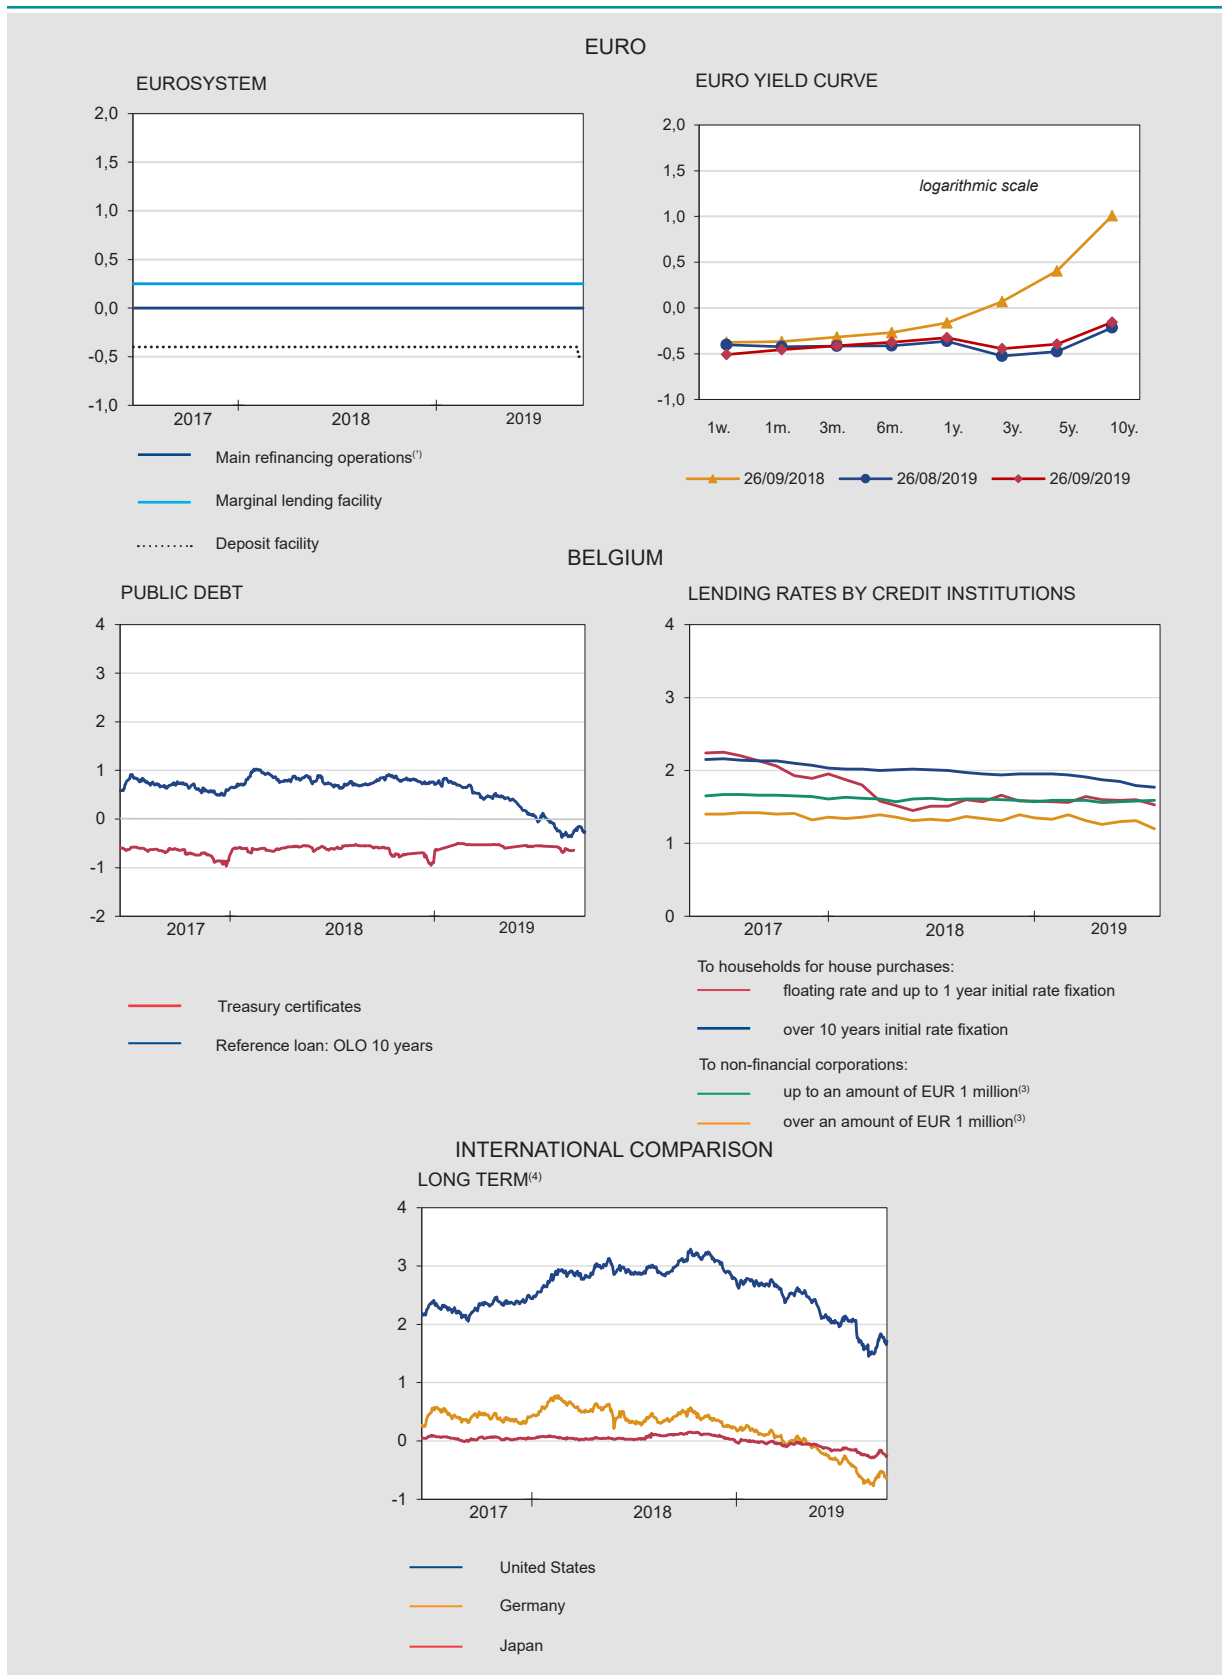 EURO
EUROSYSTEM
2,0
1,5
1,0
0,5
0,0
-0,5
-1,0
2017 2018 2019
Main refinancing operations(¹)
Marginal lending facility
Deposit facility
EURO YIELD CURVE
2,0
1,5
1,0
0,5
0,0
-0,5
-1,0
logarithmic scale
1w. 1m. 3m. 6m. 1y. 3y. 5y. 10y.
26/09/2018 26/08/2019 26/09/2019
BELGIUM
PUBLIC DEBT
4
3
2
1
0
-1
-2
2017 2018 2019
Treasury certificates
Reference loan: OLO 10 years
LENDING RATES BY CREDIT INSTITUTIONS
4
3
2
1
0
2017 2018 2019
To households for house purchases:
floating rate and up to 1 year initial rate fixation
over 10 years initial rate fixation
To non-financial corporations:
up to an amount of EUR 1 million(3)
over an amount of EUR 1 million(3)
INTERNATIONAL COMPARISON
LONG TERM(4)
4
3
2
1
0
-1
2017 2018 2019
United States
Germany
Japan